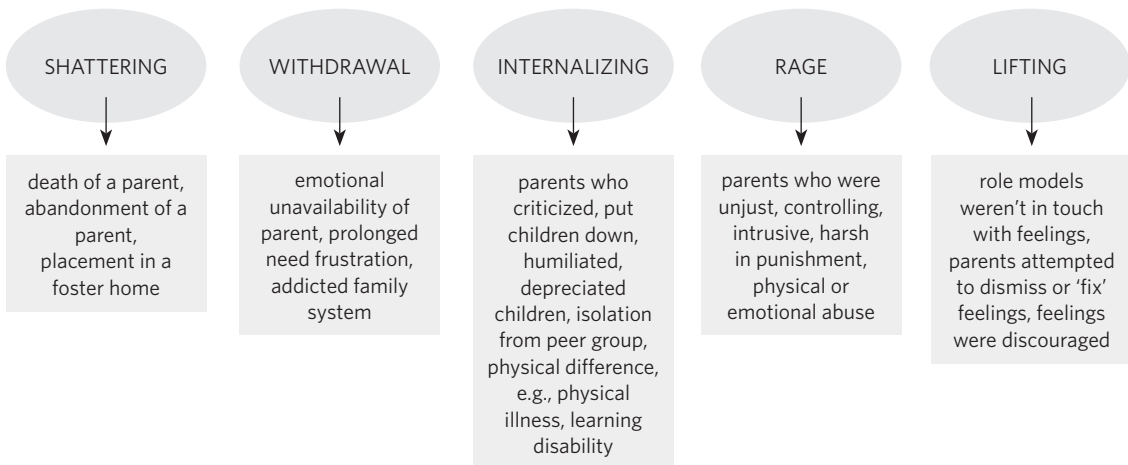 SHATTERING
death of a parent,
abandonment of a
parent,
placement in a
foster home
WITHDRAWAL
emotional
unavailability of
parent, prolonged
need frustration,
addicted family
system
INTERNALIZING
parents who
criticized, put
children down,
humiliated,
depreciated
children, isolation
from peer group,
physical difference,
e.g., physical
illness, learning
disability
RAGE
parents who were
unjust, controlling,
intrusive, harsh
in punishment,
physical or
emotional abuse
LIFTING
role models
weren’t in touch
with feelings,
parents attempted
to dismiss or ‘fix’
feelings, feelings
were discouraged